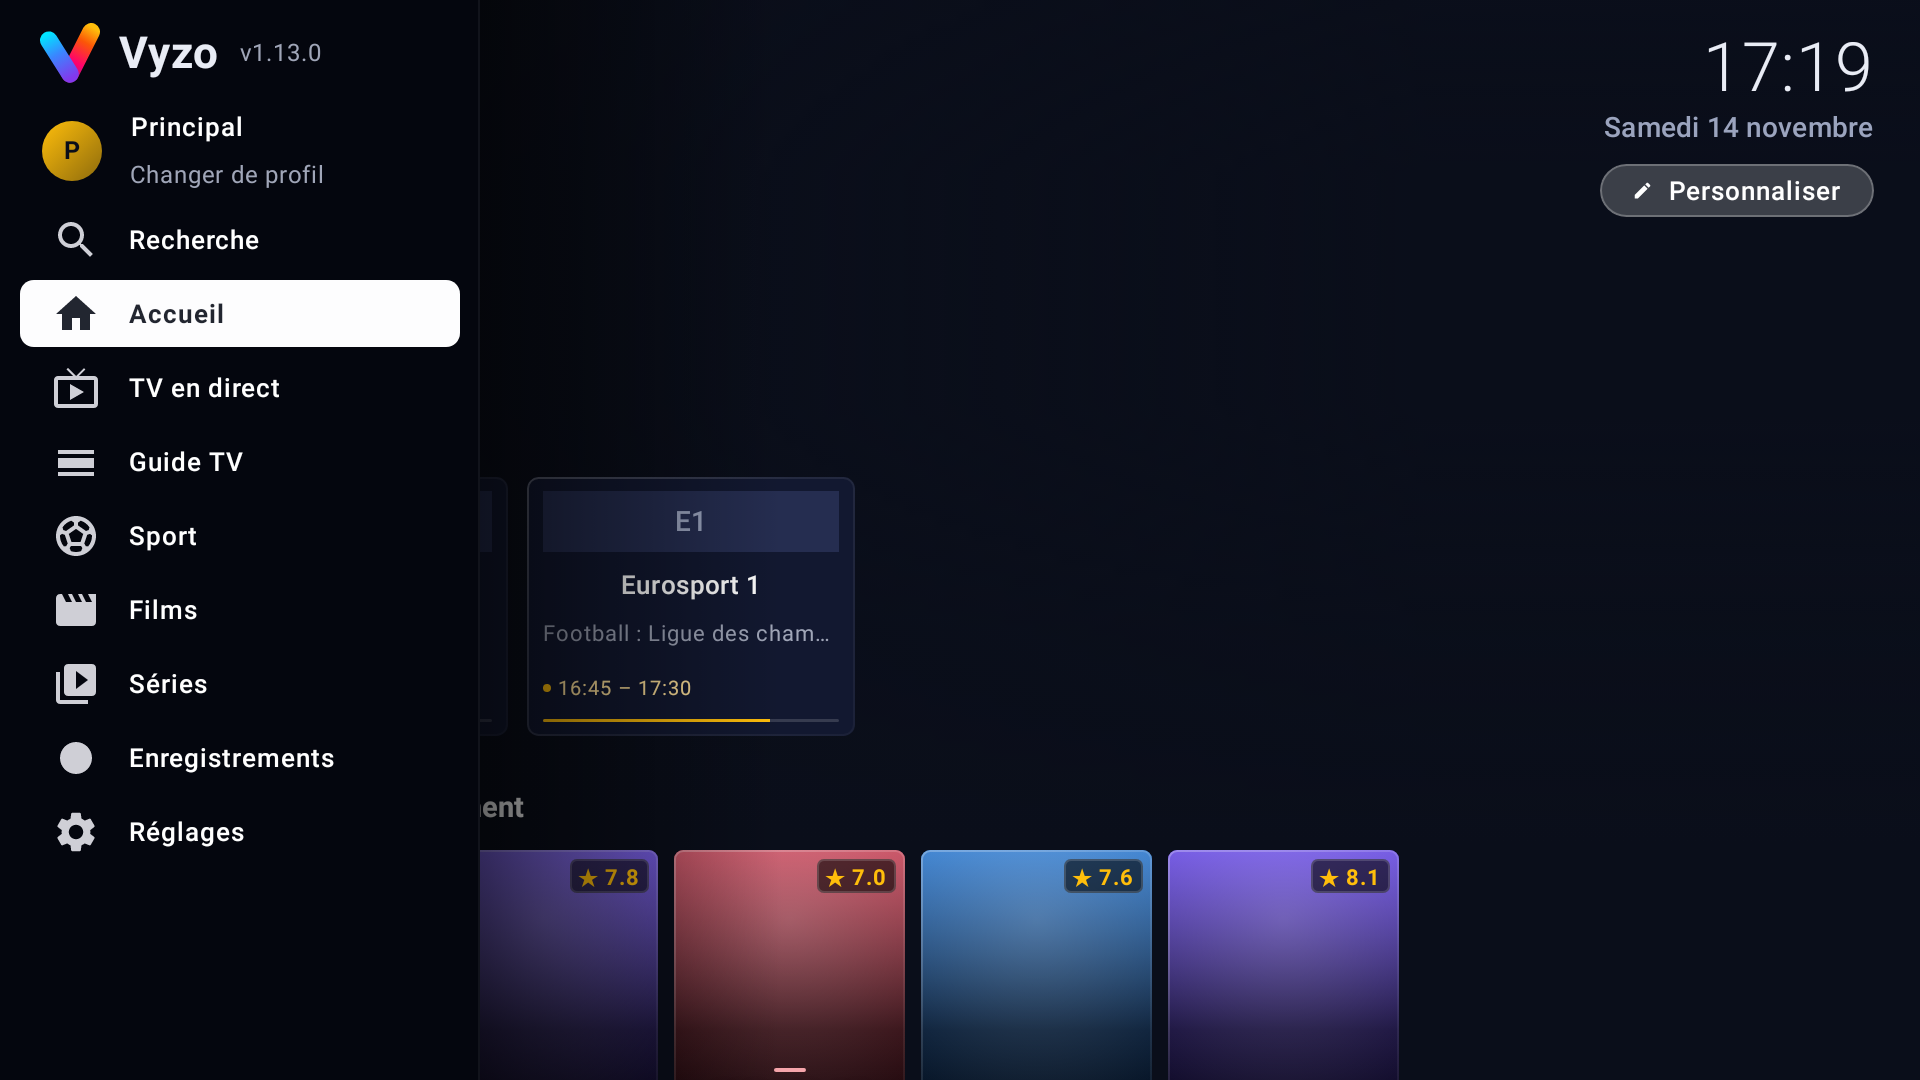 Vyzo v1.13.0
17:19
Samedi 14 novembre
Personnaliser
P
Principal
Changer de profil
Recherche
Accueil
TV en direct
Guide TV
Sport
Films
Séries
Enregistrements
Réglages
E1
Eurosport 1
Football : Ligue des cham…
16:45 – 17:30
ent
7.8
7.0
7.6
8.1